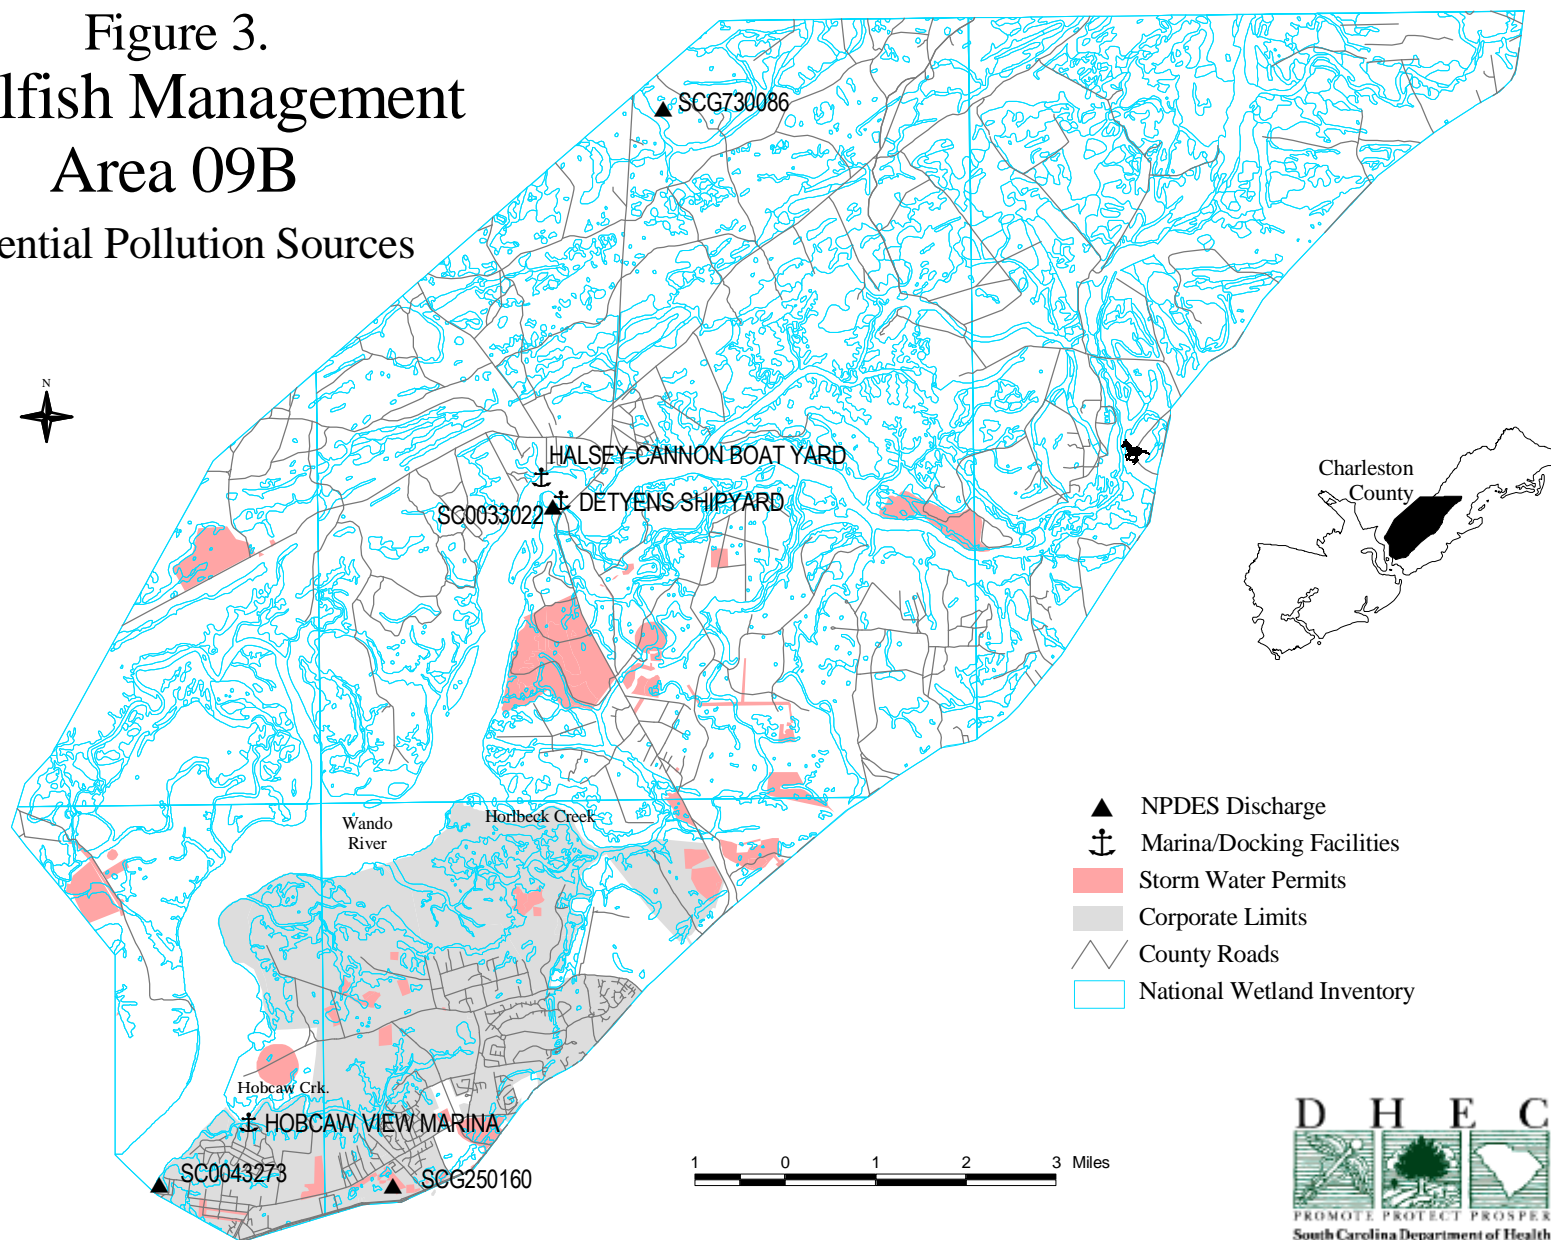 Figure 3.
lfish Management
Area 09B
ential Pollution Sources
SCG730086
N
HALSEY-CANNON BOAT YARD
DETYENS SHIPYARD
SC0033022
Charleston
County
Wando
River
Horlbeck Creek
NPDES Discharge
Marina/Docking Facilities
Storm Water Permits
Corporate Limits
County Roads
National Wetland Inventory
Hobcaw Crk.
HOBCAW VIEW MARINA
SC0043273
SCG250160
1 0 1 2 3 Miles
D H E C
PROMOTE PROTECT PROSPER
South Carolina Department of Health